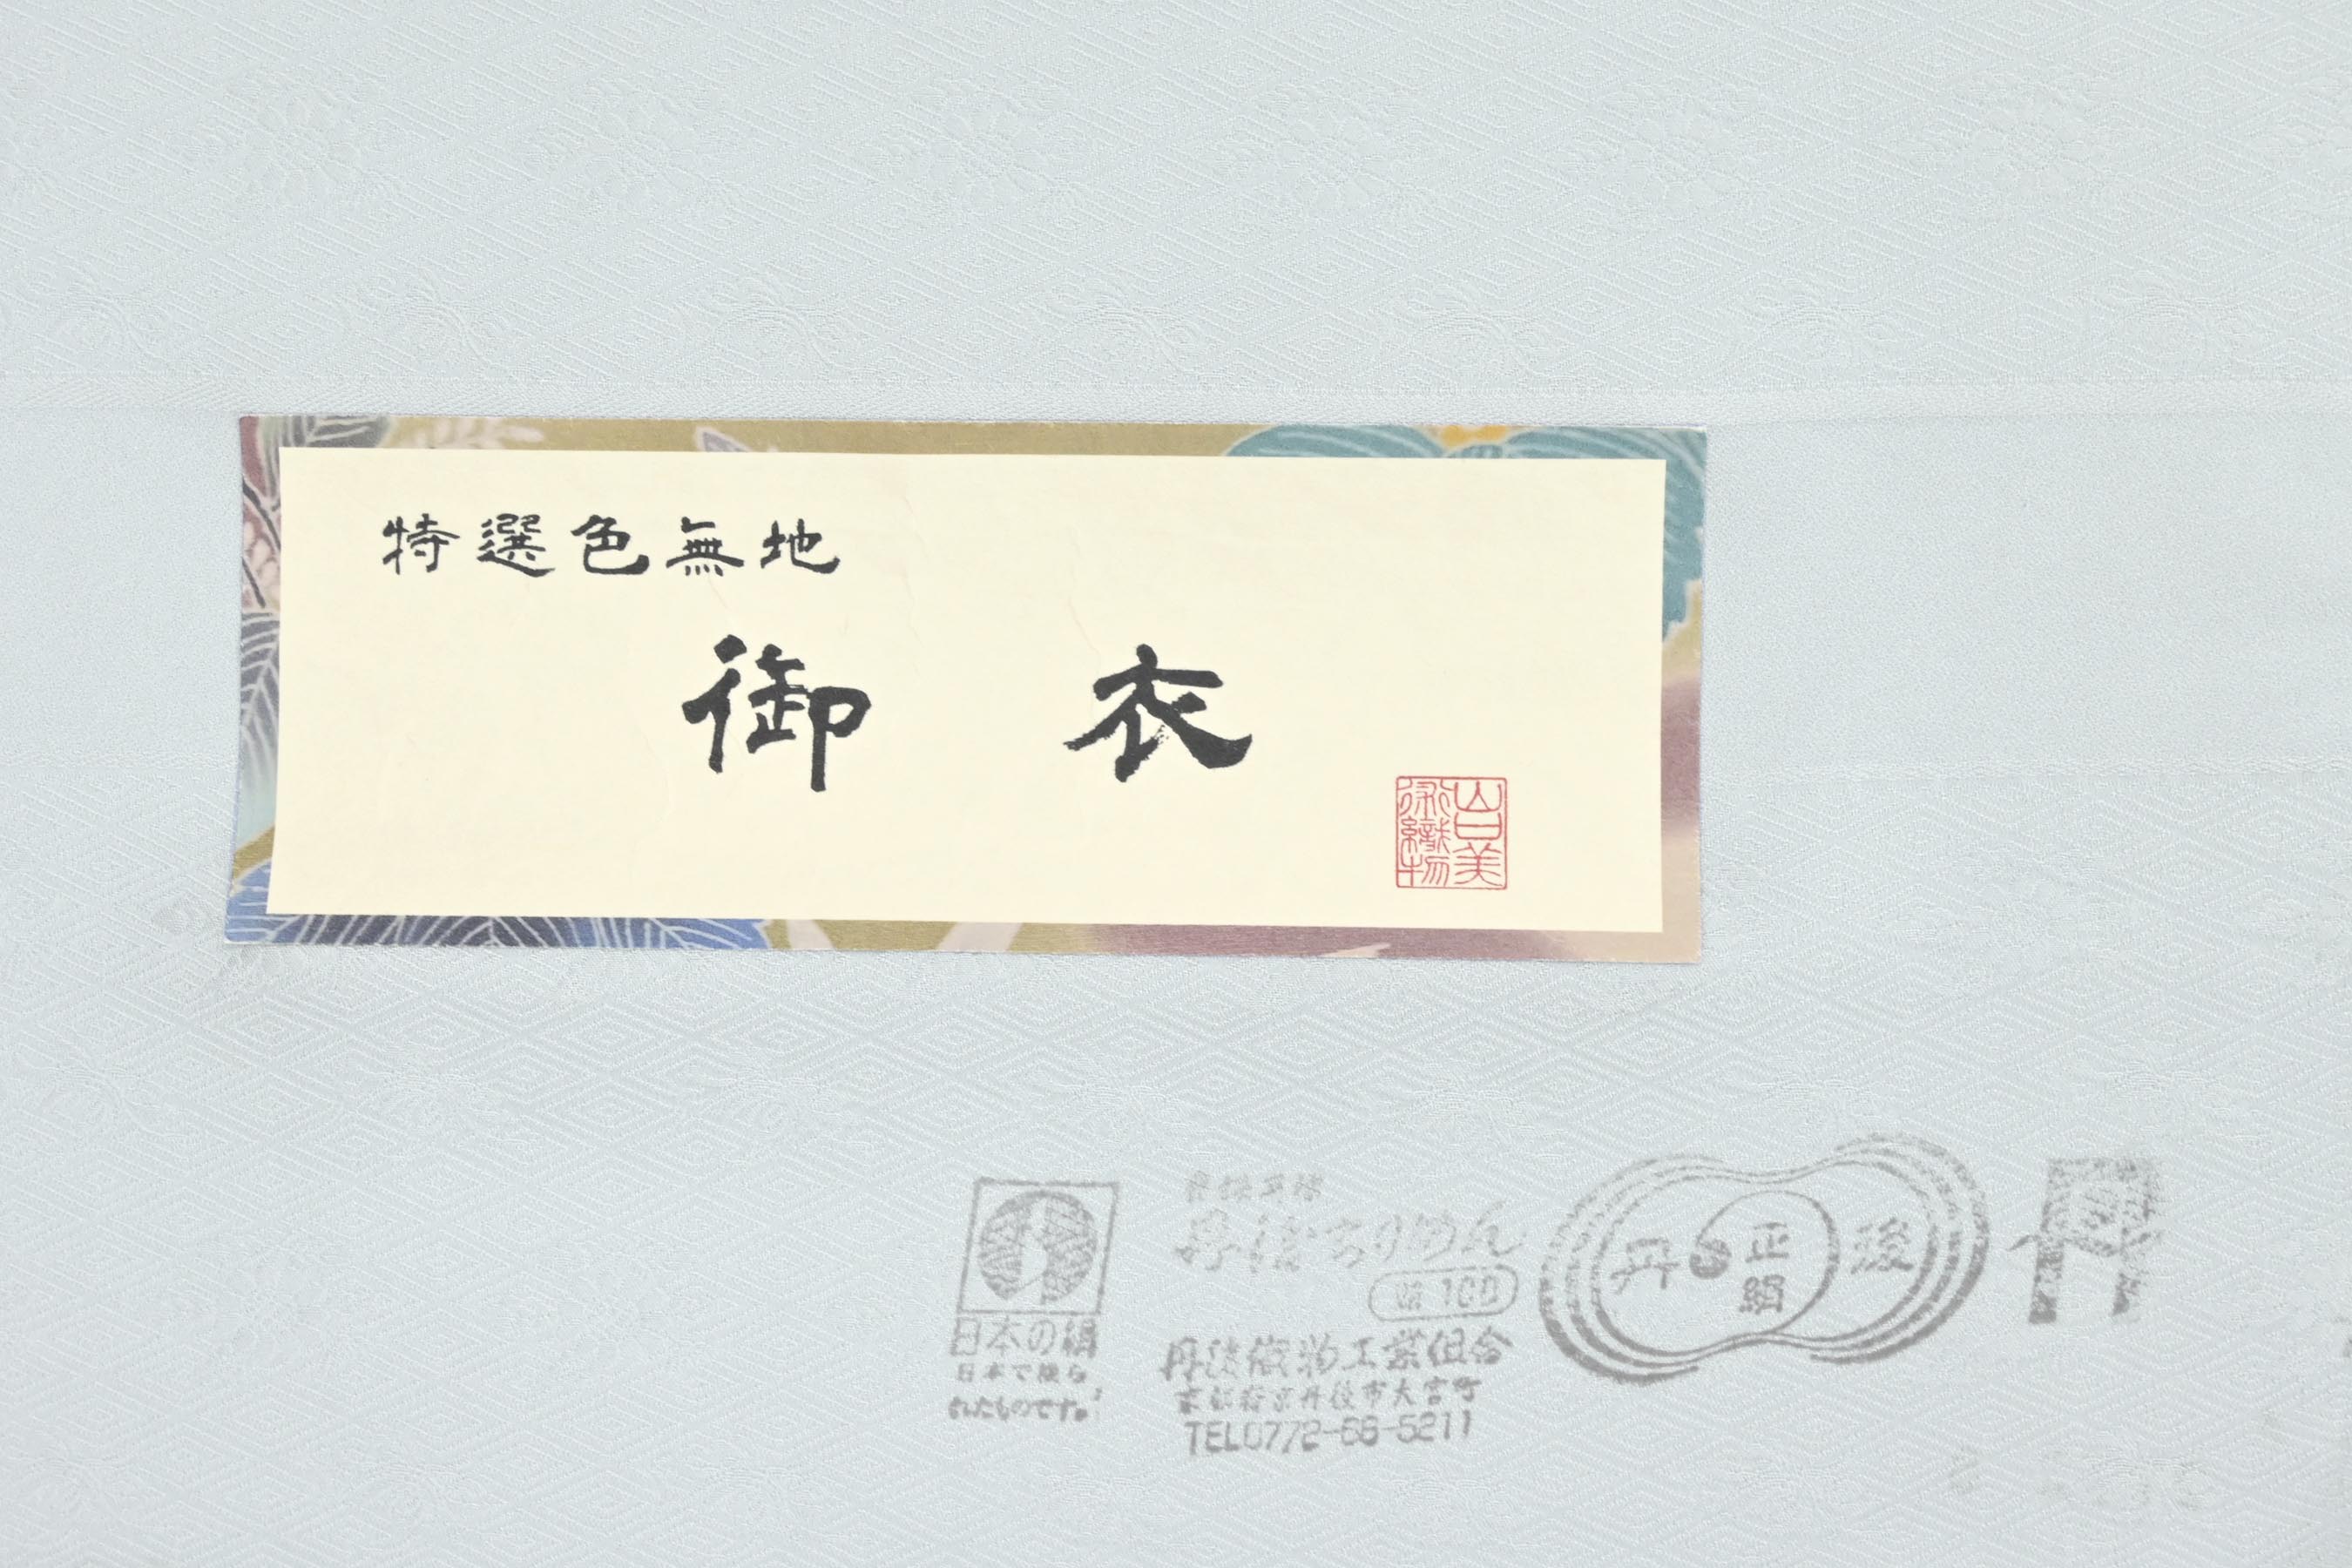 特選色無地
御 衣
日本の絹
日本で織ら
れたものです。
丹後ちりめん
絹100
丹後織物工業組合
京都府京丹後市大宮町
TEL0772-68-5211
丹 正絹 後
丹